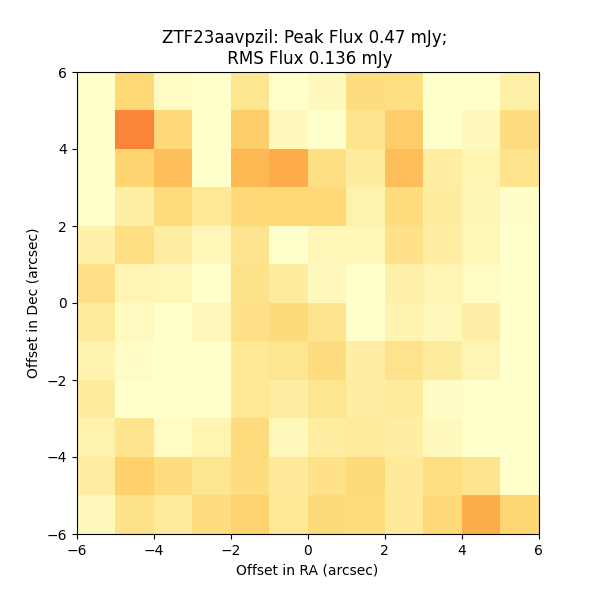 ZTF23aavpzil: Peak Flux 0.47 mJy;
RMS Flux 0.136 mJy
6
4
2
0
−2
−4
−6
Offset in Dec (arcsec)
−6 −4 −2 0 2 4 6
Offset in RA (arcsec)